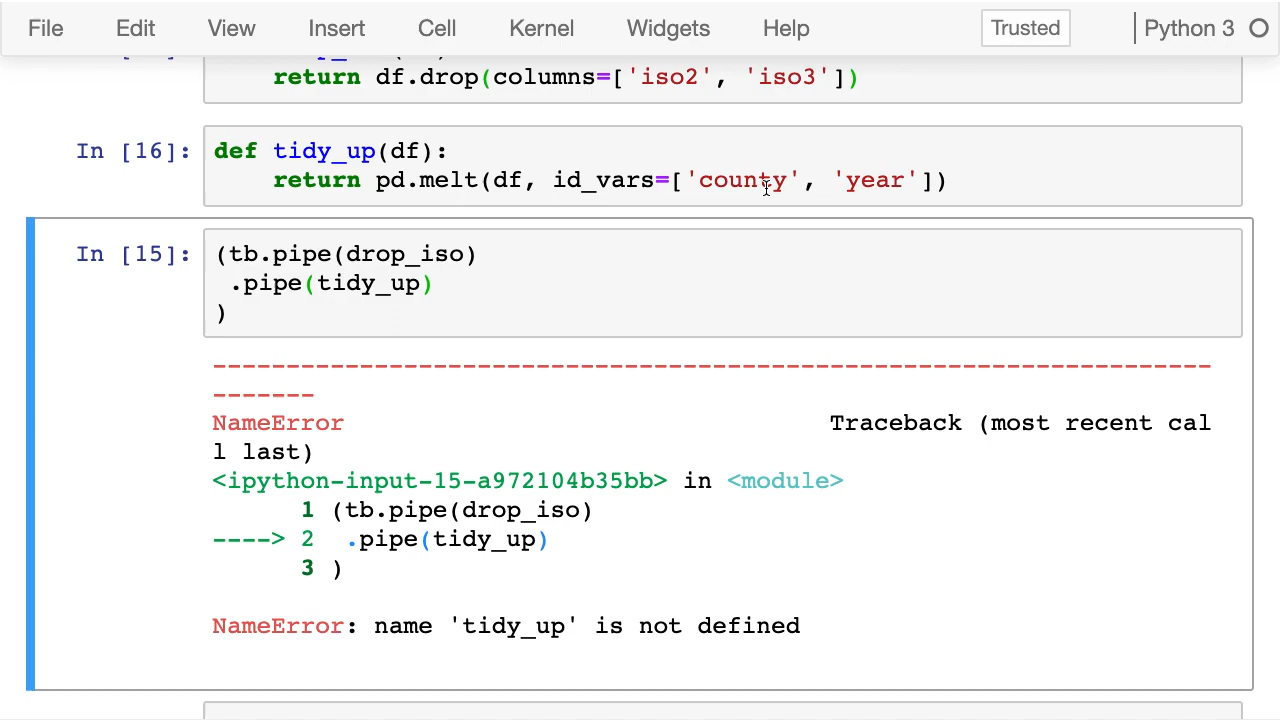 File Edit View Insert Cell Kernel Widgets Help Trusted Python 3
return df.drop(columns=['iso2', 'iso3'])
In [16]: def tidy_up(df):
return pd.melt(df, id_vars=['county', 'year'])
In [15]: (tb.pipe(drop_iso)
.pipe(tidy_up)
)
---------------------------------------------------------------------
-------
NameError Traceback (most recent cal
l last)
<ipython-input-15-a972104b35bb> in <module>
1 (tb.pipe(drop_iso)
----> 2 .pipe(tidy_up)
3 )
NameError: name 'tidy_up' is not defined